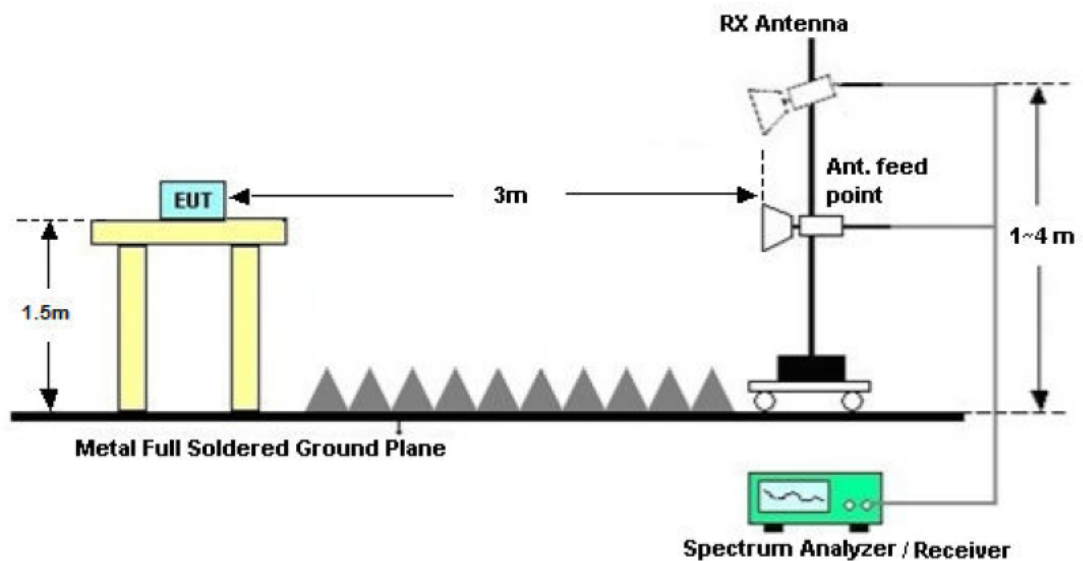 RX Antenna
EUT
3m
Ant. feed
point
1~4 m
1.5m
Metal Full Soldered Ground Plane
Spectrum Analyzer / Receiver